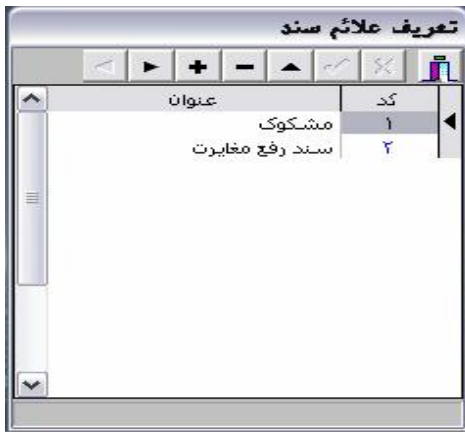 تعریف علائم سند
کد عنوان
۱ مشکوک
۲ سند رفع مغایرت